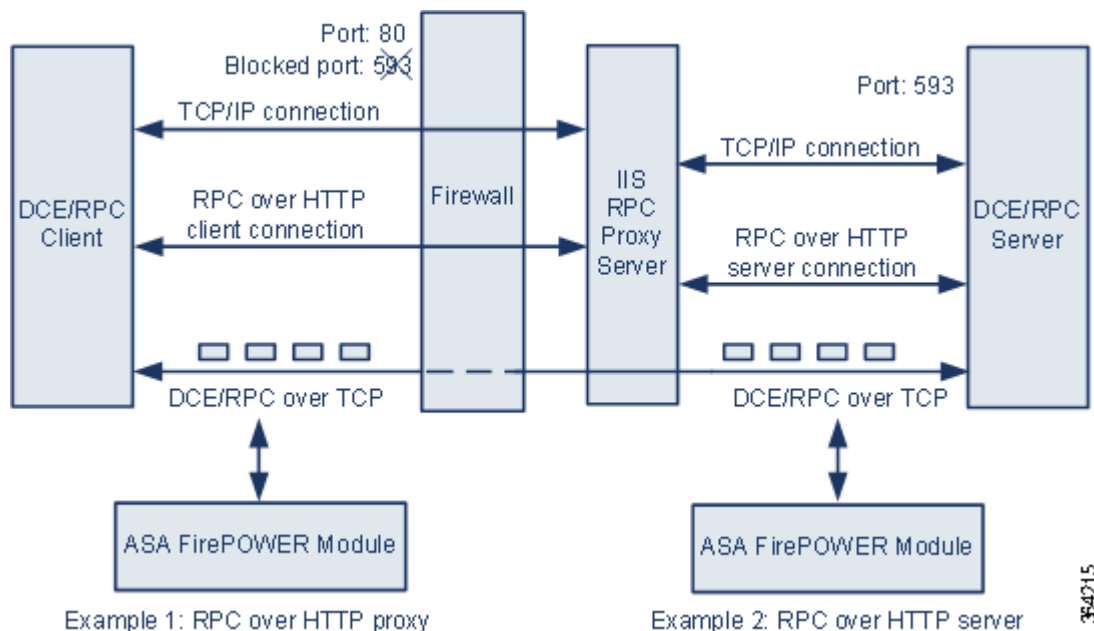 Port: 80
Blocked port: 593
Port: 593
TCP/IP connection
TCP/IP connection
DCE/RPC
Client
RPC over HTTP
client connection
Firewall
IIS
RPC
Proxy
Server
RPC over HTTP
server connection
DCE/RPC
Server
DCE/RPC over TCP
DCE/RPC over TCP
ASA FirePOWER Module
ASA FirePOWER Module
Example 1: RPC over HTTP proxy
Example 2: RPC over HTTP server
364215